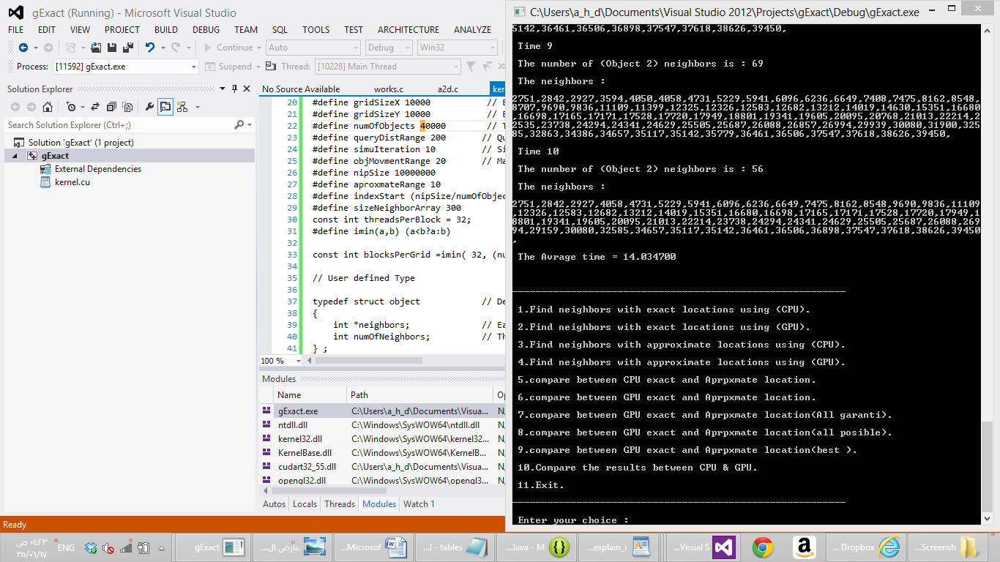 gExact (Running) - Microsoft Visual Studio
FILE EDIT VIEW PROJECT BUILD DEBUG TEAM SQL TOOLS TEST ARCHITECTURE ANALYZE
Continue Auto Debug Win32
Process: [11592] gExact.exe Suspend Thread: [10228] Main Thread
Solution Explorer
Search Solution Explorer (Ctrl+;)
Solution 'gExact' (1 project)
gExact
External Dependencies
kernel.cu
No Source Available works.c a2d.c ker
20 #define gridSizeX 10000 // E
21 #define gridSizeY 10000 // E
22 #define numOfObjects 40000 // T
23 #define queryDistRange 200 // Qu
24 #define simuIteration 10 // Si
25 #define objMovmentRange 20 // Ma
26 #define nipSize 10000000
27 #define aproxmateRange 10
28 #define indexStart (nipSize/numOfObjec
29 #define sizeNeighborArray 300
30 const int threadsPerBlock = 32;
31 #define imin(a,b) (a<b?a:b)
32
33 const int blocksPerGrid =imin( 32, (nu
34
35 // User defined Type
36
37 typedef struct object // De
38 {
39 int *neighbors; // Ea
40 int numOfNeighbors; // Th
41 } ;
100 %
Modules
Name Path Op
gExact.exe C:\Users\a_h_d\Documents\Visua... N/
ntdll.dll C:\Windows\SysWOW64\ntdll.dll N/
kernel32.dll C:\Windows\SysWOW64\kernel32... N/
KernelBase.dll C:\Windows\SysWOW64\KernelB... N/
cudart32_55.dll C:\Users\a_h_d\Documents\Visua... N/
opengl32.dll C:\Windows\SysWOW64\opengl3... N/
Autos Locals Threads Modules Watch 1
Ready
C:\Users\a_h_d\Documents\Visual Studio 2012\Projects\gExact\Debug\gExact.exe
5142,36461,36506,36898,37547,37618,38626,39450,
Time 9
The number of (Object 2) neighbors is : 69
The neighbors :
2751,2842,2927,3594,4050,4058,4731,5229,5941,6096,6236,6649,7408,7475,8162,8548,
8707,9690,9836,11109,11399,12325,12326,12583,12682,13212,14019,14630,15351,16680
,16698,17165,17171,17528,17720,17949,18801,19341,19605,20095,20768,21013,22214,2
2535,23738,24294,24341,24629,25505,25687,26088,26857,26994,29939,30080,31900,325
85,32863,34386,34657,35117,35142,35779,36461,36506,37547,37618,38626,39450,
Time 10
The number of (Object 2) neighbors is : 56
The neighbors :
2751,2842,2927,4058,4731,5229,5941,6096,6236,6649,7475,8162,8548,9690,9836,11109
,12326,12583,12682,13212,14019,15351,16680,16698,17165,17171,17528,17720,17949,1
8801,19341,19605,20095,21013,22214,23738,24294,24341,24629,25505,25687,26088,269
94,29159,30080,32585,34657,35117,35142,36461,36506,36898,37547,37618,38626,39450
,
The Avrage time = 14.034700
1.Find neighbors with exact locations using (CPU).
2.Find neighbors with exact locations using (GPU).
3.Find neighbors with approximate locations using (CPU).
4.Find neighbors with approximate locations using (GPU).
5.compare between CPU exact and Aprpxmate location.
6.compare between GPU exact and Aprpxmate location.
7.compare between GPU exact and Aprpxmate location(All garanti).
8.compare between GPU exact and Aprpxmate location(all posible).
9.compare between GPU exact and Aprpxmate location(best ).
10.Compare the results between CPU & GPU.
11.Exit.
Enter your choice :
٠١:٢٣ ص
٣٥/٠٦/١٧
ENG
gExact
عارض ال...
...Microsof
...tables - ا
...Java - M
...explain_i
...Visual S
a
... Dropbox
...Screensh